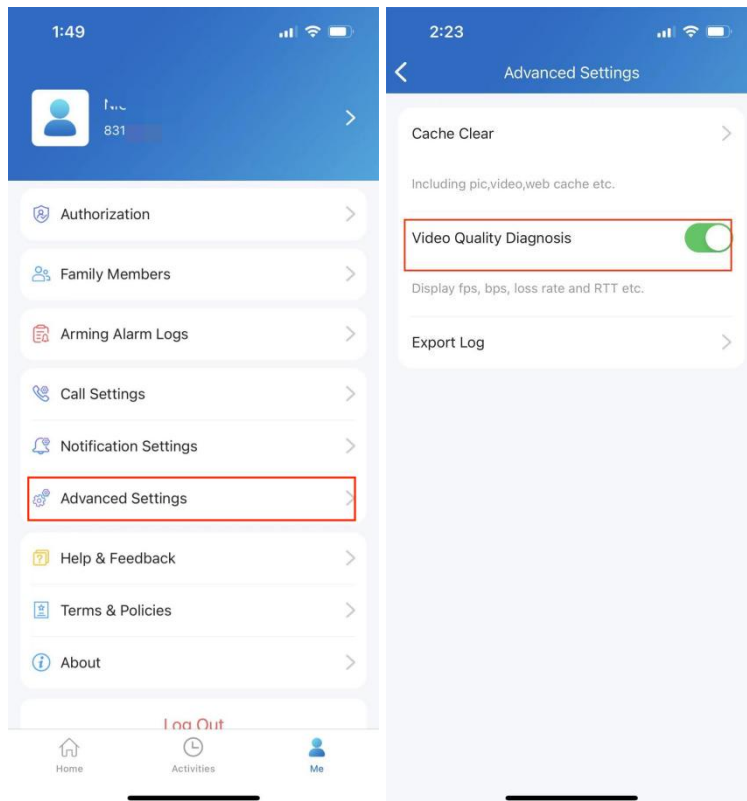 1:49
831
Authorization
Family Members
Arming Alarm Logs
Call Settings
Notification Settings
Advanced Settings
Help & Feedback
Terms & Policies
About
Log Out
Home
Activities
Me
2:23
Advanced Settings
Cache Clear
Including pic,video,web cache etc.
Video Quality Diagnosis
Display fps, bps, loss rate and RTT etc.
Export Log